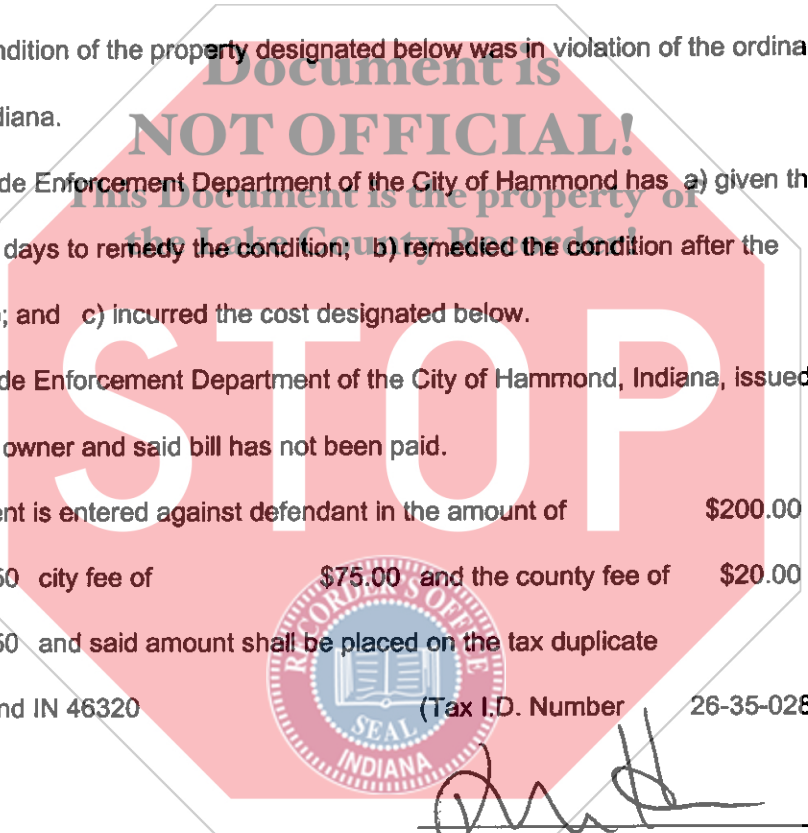 ndition of the property designated below was in violation of the ordina
Document is
diana.
NOT OFFICIAL!
de Enforcement Department of the City of Hammond has a) given th
This Document is the property of
days to remedy the condition; b) remedied the condition after the
the Lake County Recorder!
; and c) incurred the cost designated below.
STOP
de Enforcement Department of the City of Hammond, Indiana, issued
owner and said bill has not been paid.
ent is entered against defendant in the amount of $200.00
50 city fee of $75.00 and the county fee of $20.00
50 and said amount shall be placed on the tax duplicate
nd IN 46320 (Tax I.D. Number 26-35-028
RECORDER'S OFFICE
SEAL
INDIANA